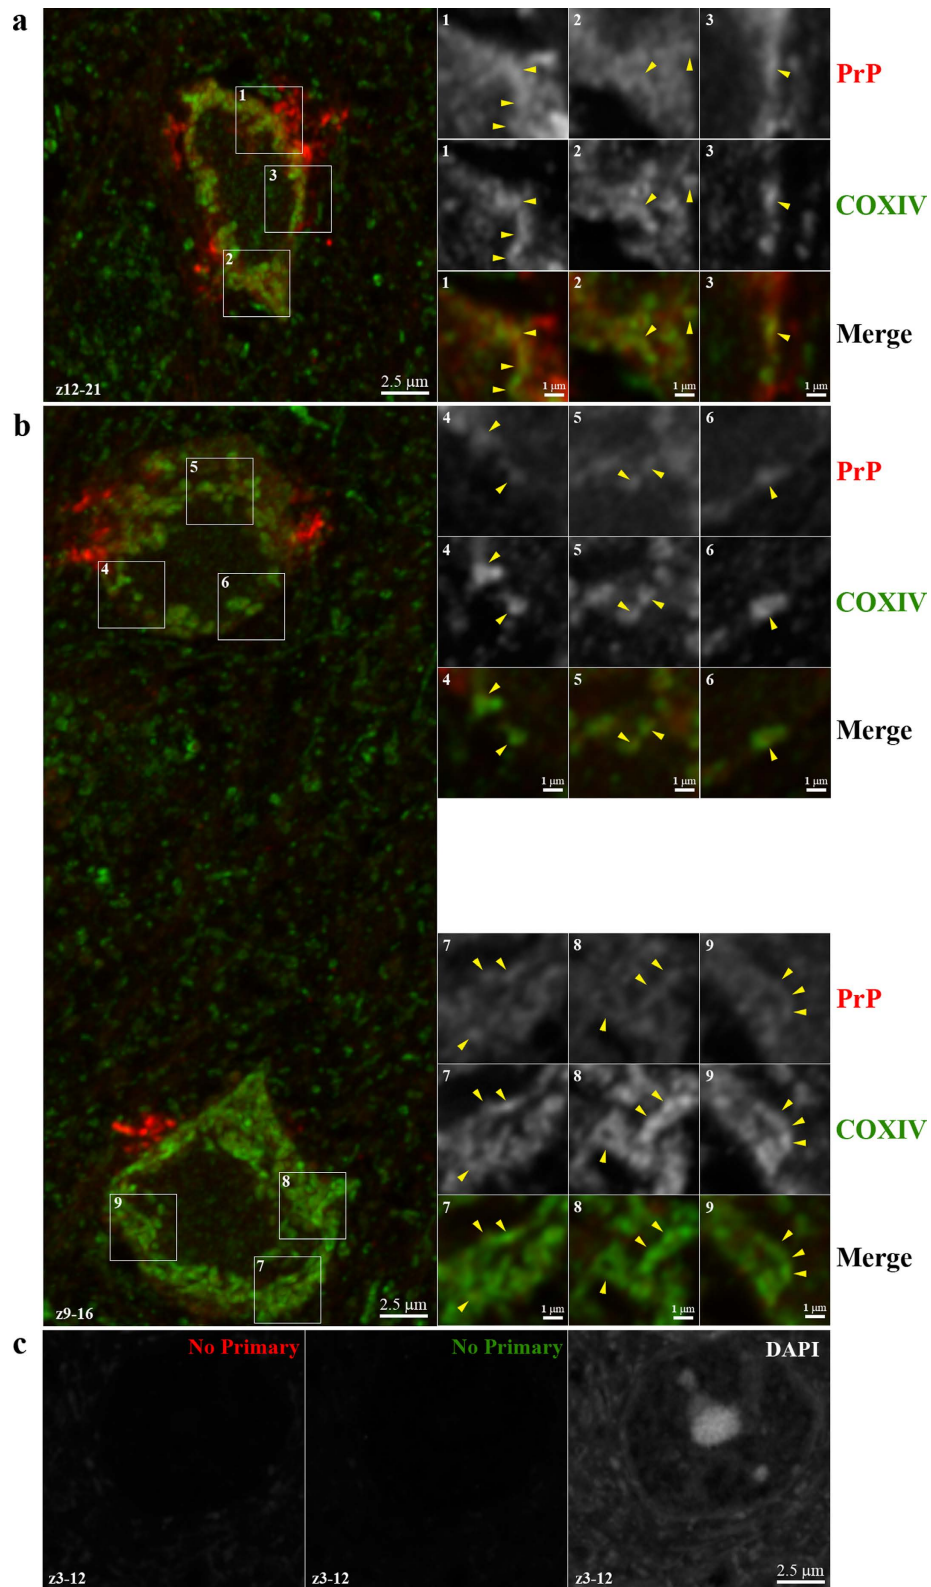 a
1
3
2
z12-21
2.5 µm
1
2
3
PrP
1
2
3
COXIV
1
2
3
Merge
1 µm
1 µm
1 µm
b
5
4
6
4
5
6
PrP
4
5
6
COXIV
4
5
6
Merge
1 µm
1 µm
1 µm
7
8
9
PrP
7
8
9
COXIV
7
8
9
Merge
1 µm
1 µm
1 µm
8
9
7
z9-16
2.5 µm
c
No Primary
No Primary
DAPI
z3-12
z3-12
z3-12
2.5 µm